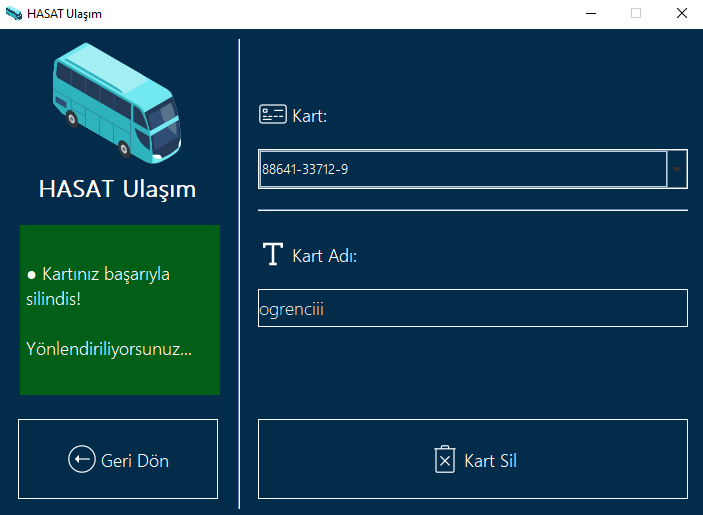 HASAT Ulaşım
HASAT Ulaşım
● Kartınız başarıyla
silindis!
Yönlendiriliyorsunuz...
Geri Dön
Kart:
88641-33712-9
Kart Adı:
ogrenciii
Kart Sil